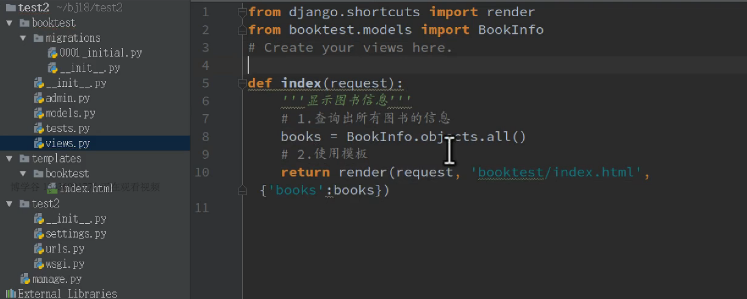 test2 ~/bj18/test2
booktest
migrations
0001_initial.py
__init__.py
__init__.py
admin.py
models.py
tests.py
views.py
templates
booktest
index.html
test2
__init__.py
settings.py
urls.py
wsgi.py
manage.py
External Libraries
1 from django.shortcuts import render
2 from booktest.models import BookInfo
3 # Create your views here.
4
5 def index(request):
6 '''显示图书信息'''
7 # 1.查询出所有图书的信息
8 books = BookInfo.objects.all()
9 # 2.使用模板
10 return render(request, 'booktest/index.html',
{'books':books})
11